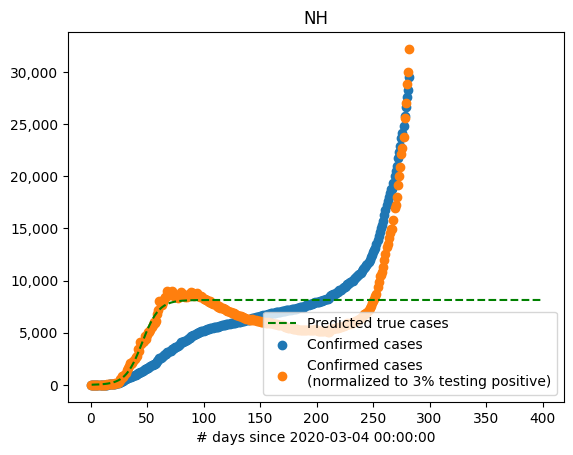 NH
30,000
25,000
20,000
15,000
10,000
5,000
0
Predicted true cases
Confirmed cases
Confirmed cases
(normalized to 3% testing positive)
0 50 100 150 200 250 300 350 400
# days since 2020-03-04 00:00:00